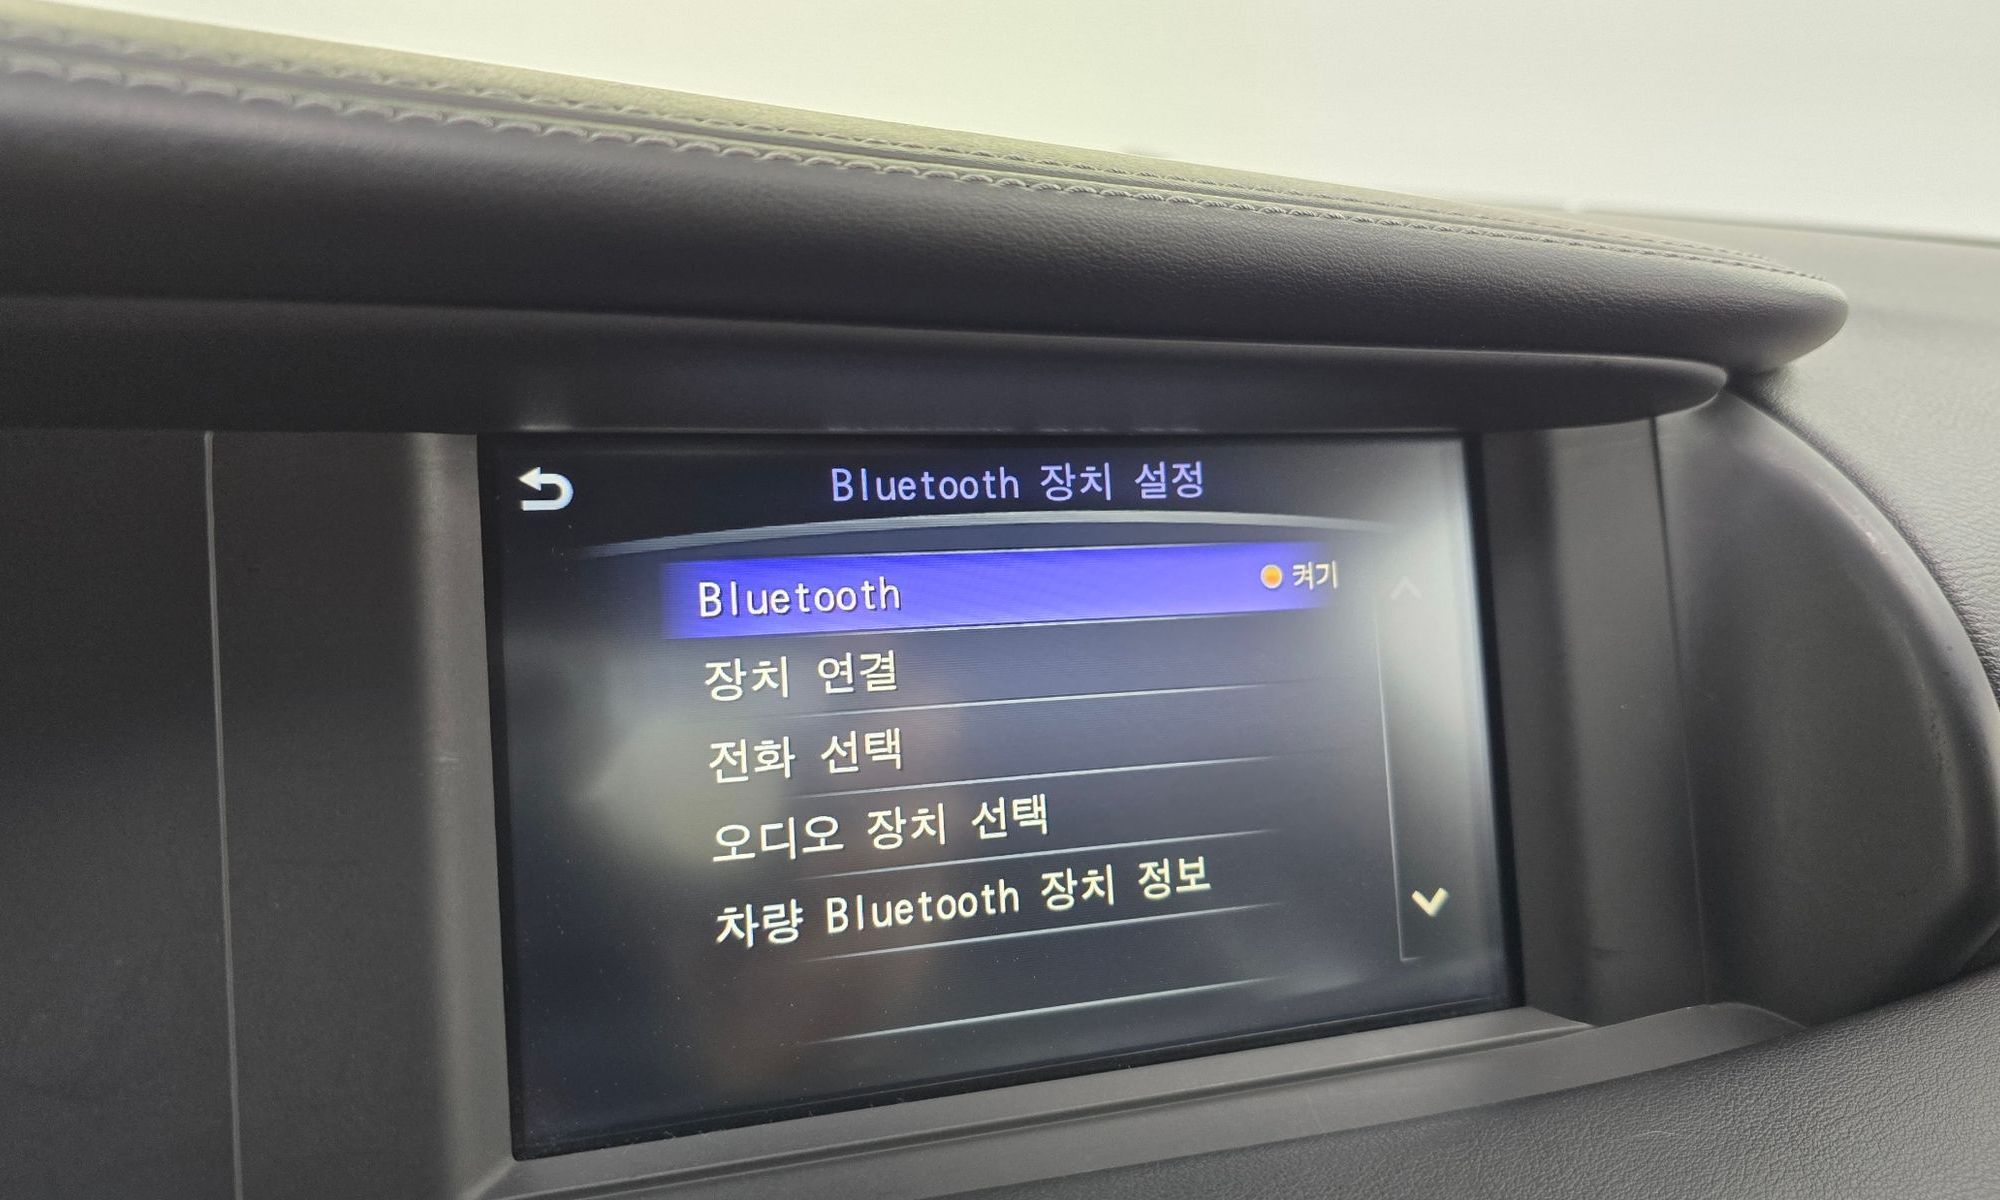 Bluetooth 장치 설정
Bluetooth 켜기
장치 연결
전화 선택
오디오 장치 선택
차량 Bluetooth 장치 정보